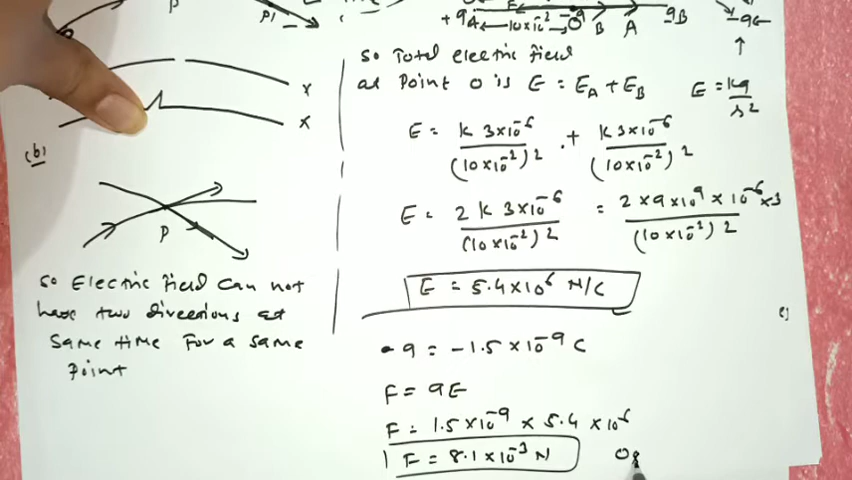 P
P1
+qA
10×10⁻²
O
B
A
-qB
x
x
(b)
P
So Electric Field can not
have two directions at
Same time For a same
Point
So Total electric field
at Point O is E = EA + EB
E = kq/r²
E = K 3×10⁻⁶/(10×10⁻²)² + K 3×10⁻⁶/(10×10⁻²)²
E = 2 K 3×10⁻⁶/(10×10⁻²)² = 2×9×10⁹×10⁻⁶×3/(10×10⁻²)²
E = 5.4×10⁶ N/C
q = -1.5×10⁻⁹ C
F = qE
F = 1.5×10⁻⁹ × 5.4×10⁶
F = 8.1×10⁻³ N